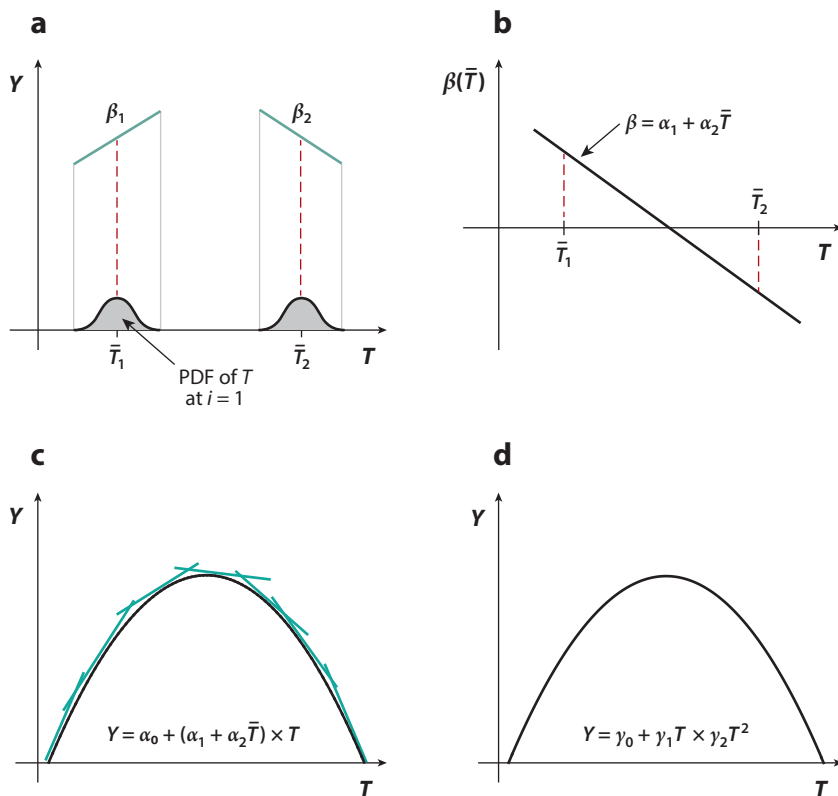 a
Y
β₁
β₂
T̄₁
T̄₂
T
PDF of T
at i = 1
b
β(T̄)
β = α₁ + α₂T̄
T̄₁
T̄₂
T
c
Y
Y = α₀ + (α₁ + α₂T̄) × T
T
d
Y
Y = γ₀ + γ₁T × γ₂T²
T